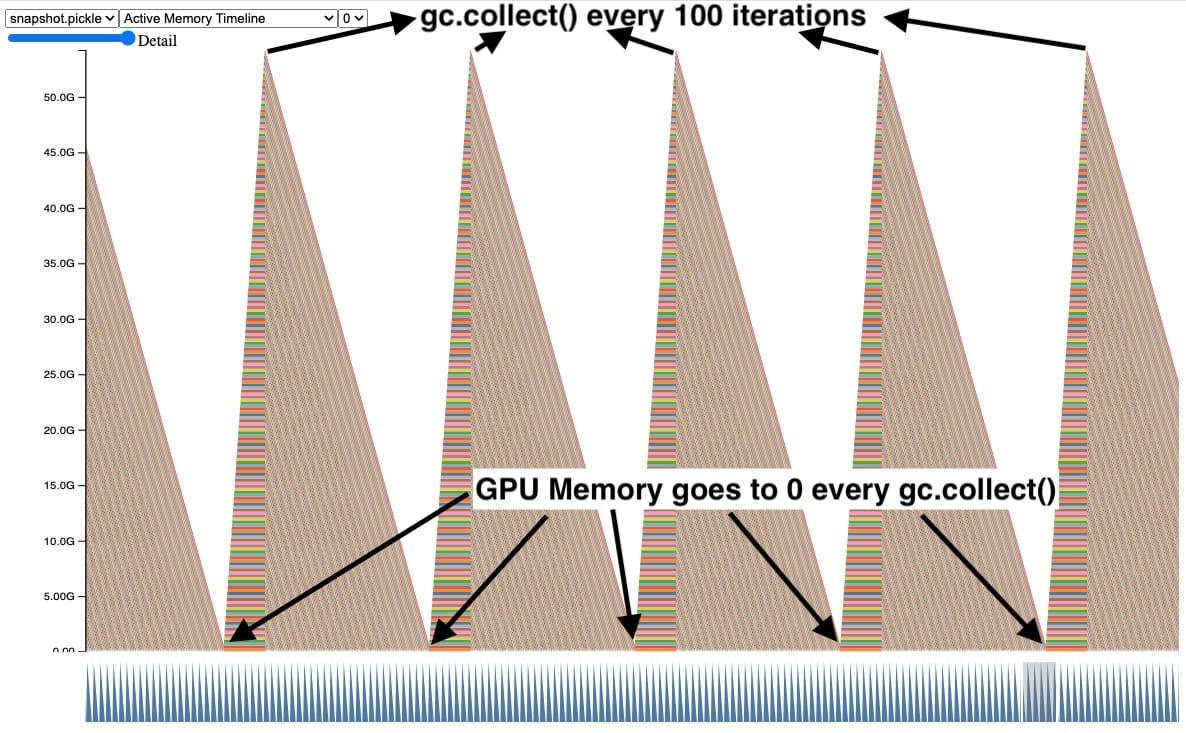 snapshot.pickle Active Memory Timeline 0
gc.collect() every 100 iterations
Detail
50.0G
45.0G
40.0G
35.0G
30.0G
25.0G
20.0G
15.0G
GPU Memory goes to 0 every gc.collect()
10.0G
5.00G
0.00